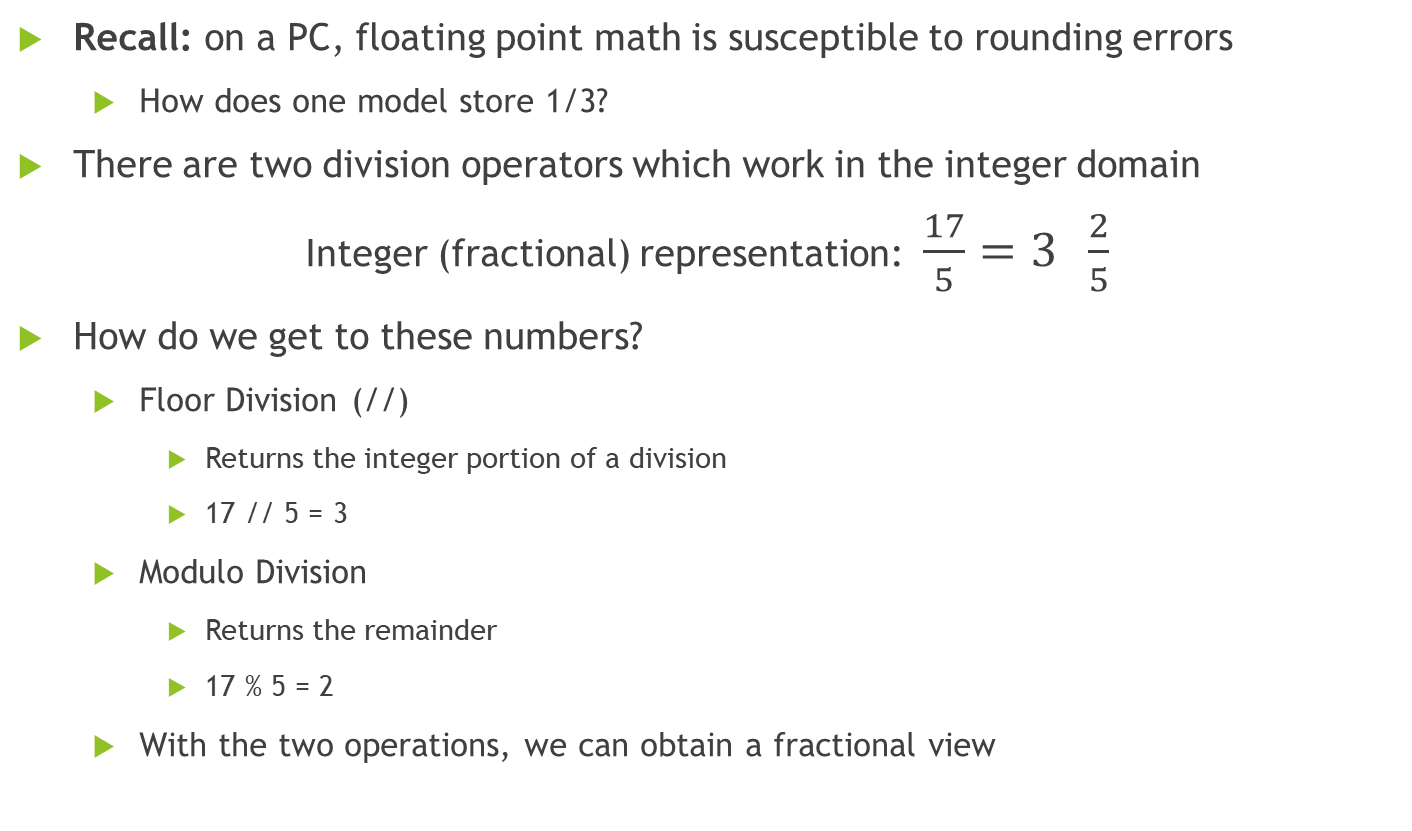 Recall: on a PC, floating point math is susceptible to rounding errors
How does one model store 1/3?
There are two division operators which work in the integer domain
Integer (fractional) representation: 17/5 = 3 2/5
How do we get to these numbers?
Floor Division (//)
Returns the integer portion of a division
17 // 5 = 3
Modulo Division
Returns the remainder
17 % 5 = 2
With the two operations, we can obtain a fractional view